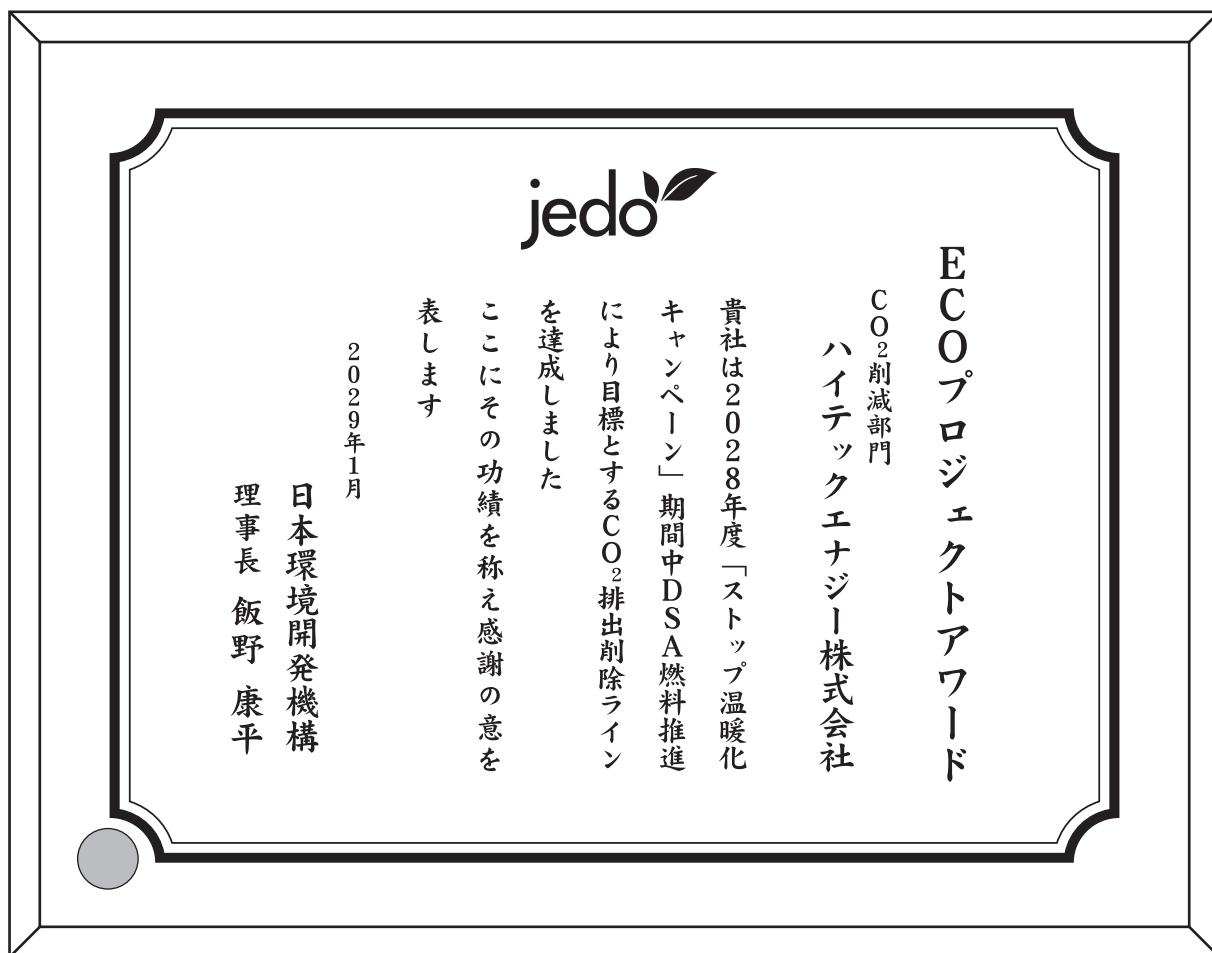 jedo
ECOプロジェクトアワード
CO₂削減部門
ハイテックエナジー株式会社
貴社は2028年度「ストップ温暖化
キャンペーン」期間中DSA燃料推進
により目標とするCO₂排出削除ライン
を達成しました
ここにその功績を称え感謝の意を
表します
2029年1月
日本環境開発機構
理事長 飯野 康平